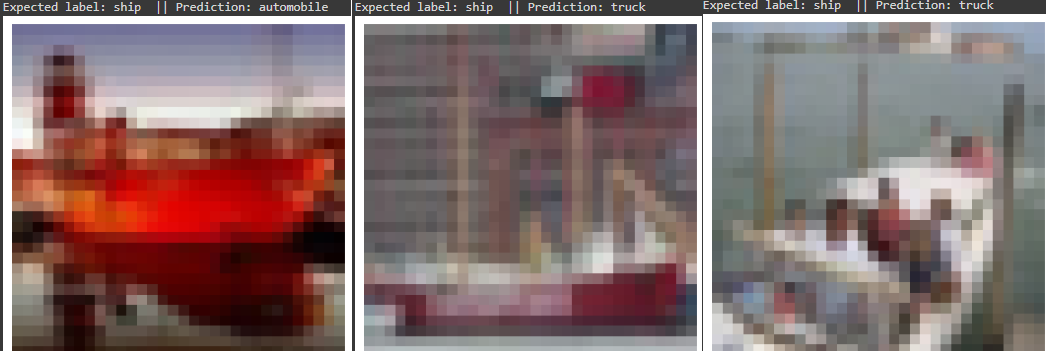 Expected label: ship || Prediction: automobile
Expected label: ship || Prediction: truck
Expected label: ship || Prediction: truck